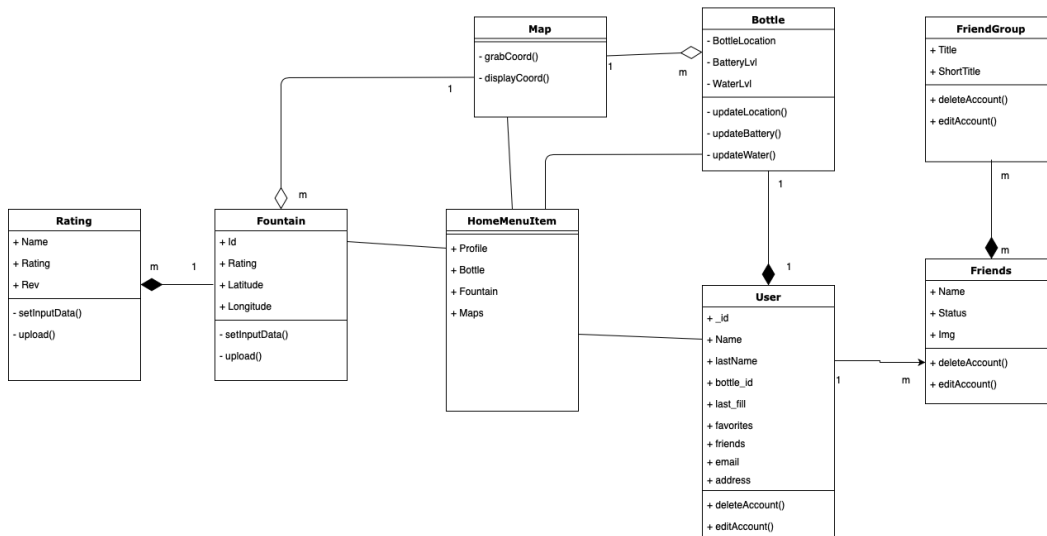 Map
- grabCoord()
- displayCoord()
1
1
m
m
Bottle
- BottleLocation
- BatteryLvl
- WaterLvl
- updateLocation()
- updateBattery()
- updateWater()
1
1
FriendGroup
+ Title
+ ShortTitle
+ deleteAccount()
+ editAccount()
m
m
Rating
+ Name
+ Rating
+ Rev
- setInputData()
- upload()
m
1
Fountain
+ Id
+ Rating
+ Latitude
+ Longitude
- setInputData()
- upload()
HomeMenuItem
+ Profile
+ Bottle
+ Fountain
+ Maps
User
+ _id
+ Name
+ lastName
+ bottle_id
+ last_fill
+ favorites
+ friends
+ email
+ address
+ deleteAccount()
+ editAccount()
1
m
Friends
+ Name
+ Status
+ Img
+ deleteAccount()
+ editAccount()